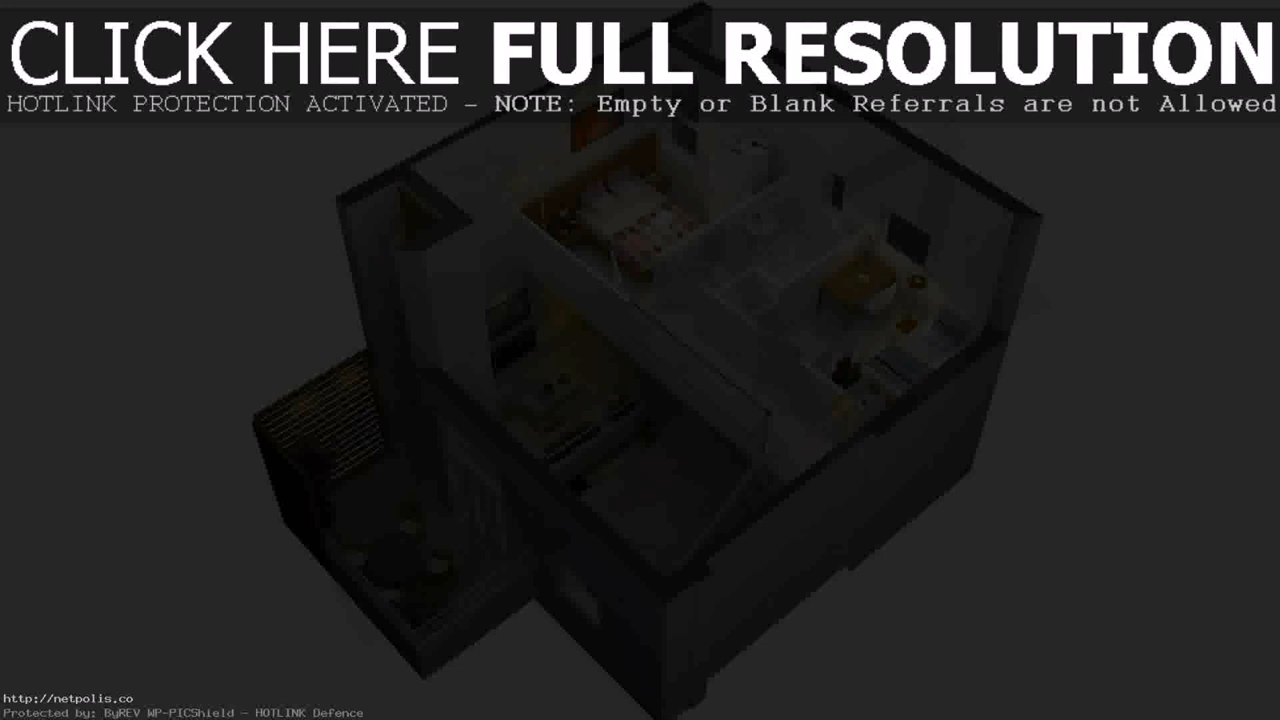 CLICK HERE FULL RESOLUTION
HOTLINK PROTECTION ACTIVATED - NOTE: Empty or Blank Referrals are not Allowed
http://netpolis.co
Protected by: ByREV WP-PICShield - HOTLINK Defence